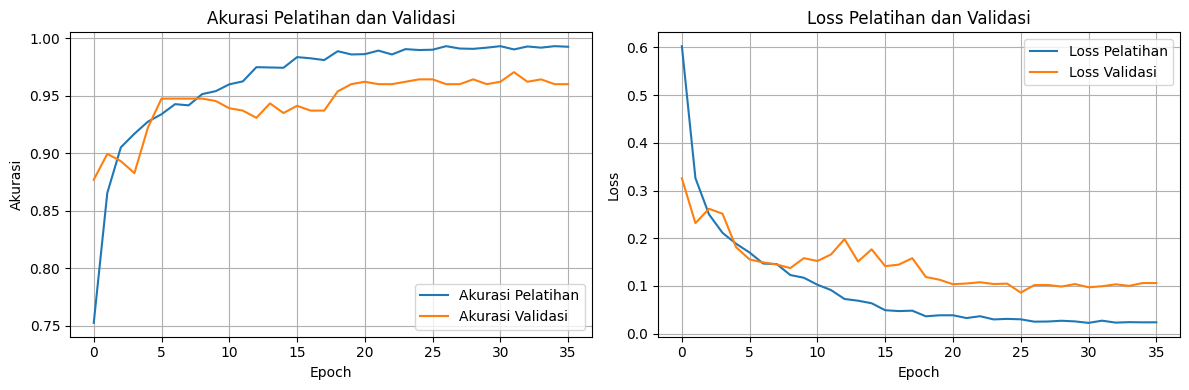 Akurasi Pelatihan dan Validasi
1.00
0.95
0.90
0.85
0.80
0.75
Akurasi
0 5 10 15 20 25 30 35
Epoch
Akurasi Pelatihan
Akurasi Validasi
Loss Pelatihan dan Validasi
0.6
0.5
0.4
0.3
0.2
0.1
0.0
Loss
0 5 10 15 20 25 30 35
Epoch
Loss Pelatihan
Loss Validasi